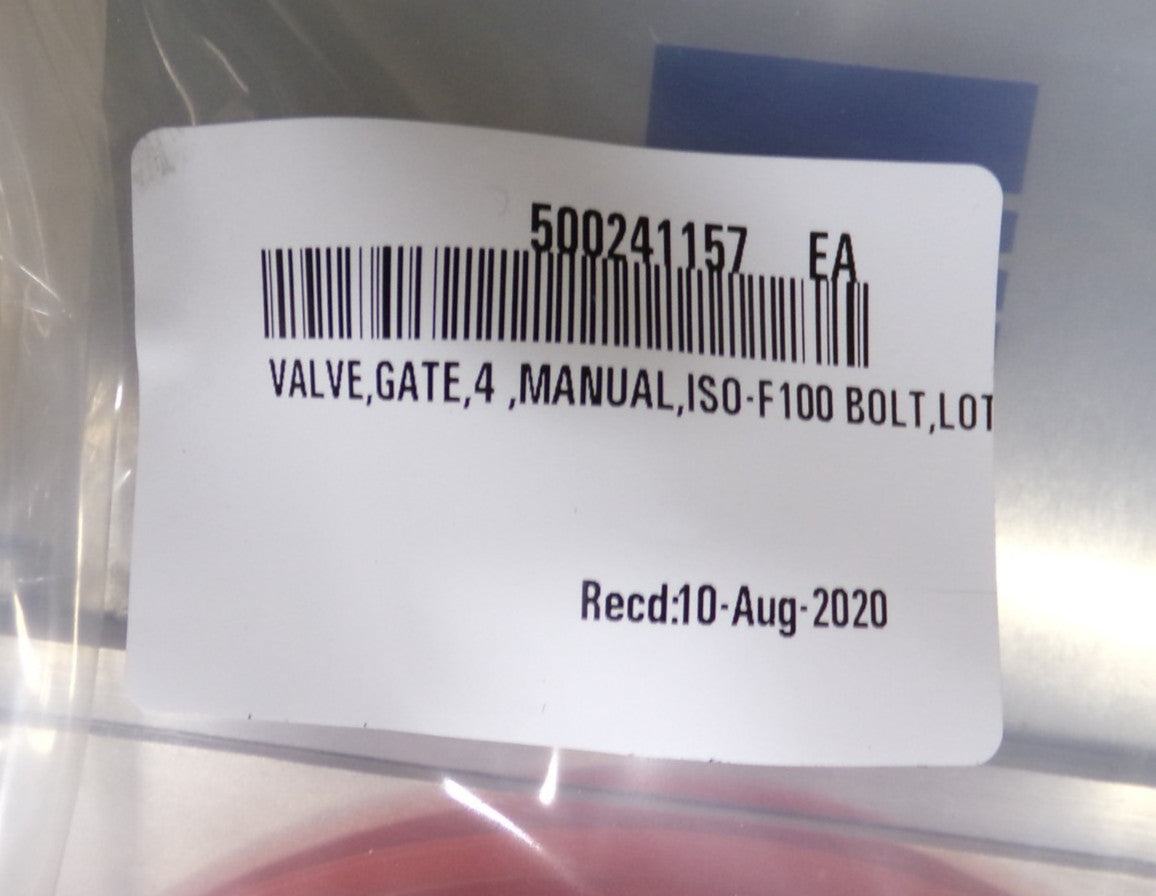 500241157 EA
VALVE,GATE,4 ,MANUAL,ISO-F100 BOLT,LOT
Recd:10-Aug-2020